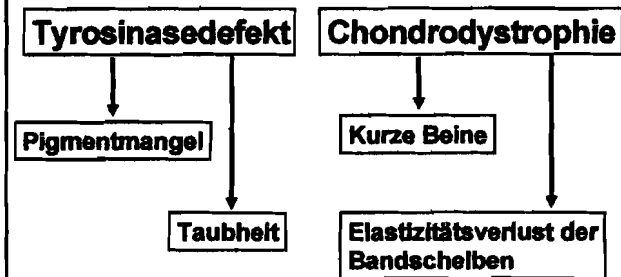 Tyrosinasedefekt
Chondrodystrophie
Pigmentmangel
Kurze Beine
Taubheit
Elastizitätsverlust der
Bandscheiben